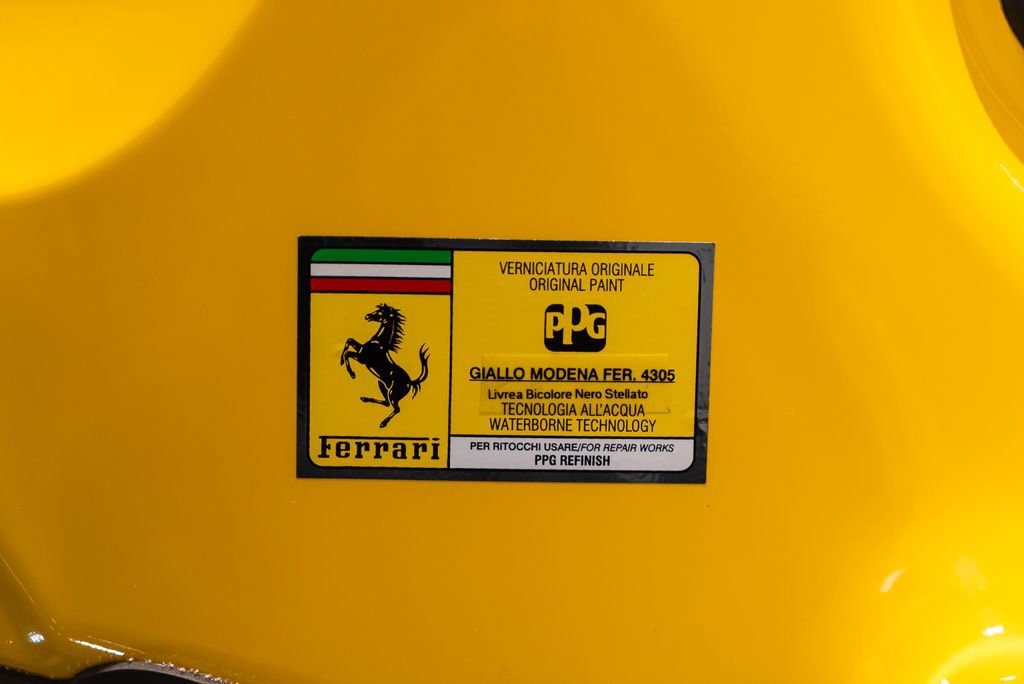 Ferrari
VERNICIATURA ORIGINALE
ORIGINAL PAINT
PPG
GIALLO MODENA FER. 4305
Livrea Bicolore Nero Stellato
TECNOLOGIA ALL'ACQUA
WATERBORNE TECHNOLOGY
PER RITOCCHI USARE/FOR REPAIR WORKS
PPG REFINISH